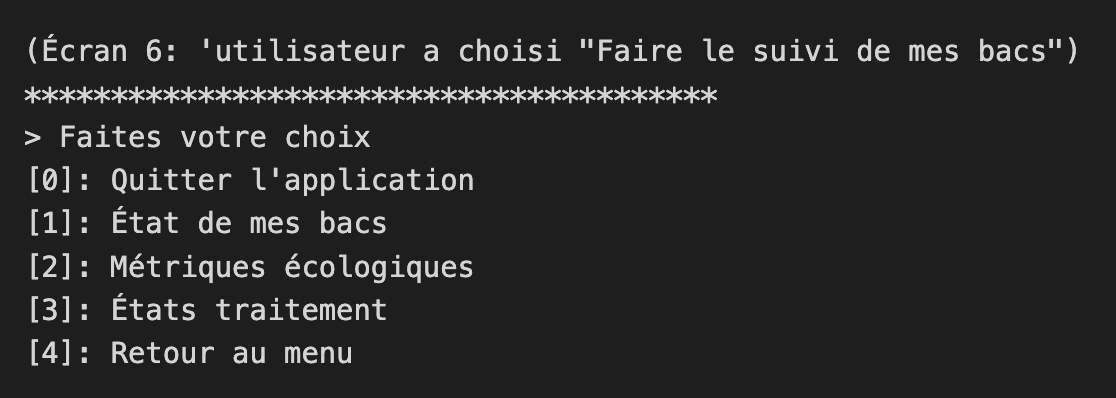 (Écran 6: 'utilisateur a choisi "Faire le suivi de mes bacs")
****************************************
> Faites votre choix
[0]: Quitter l'application
[1]: État de mes bacs
[2]: Métriques écologiques
[3]: États traitement
[4]: Retour au menu